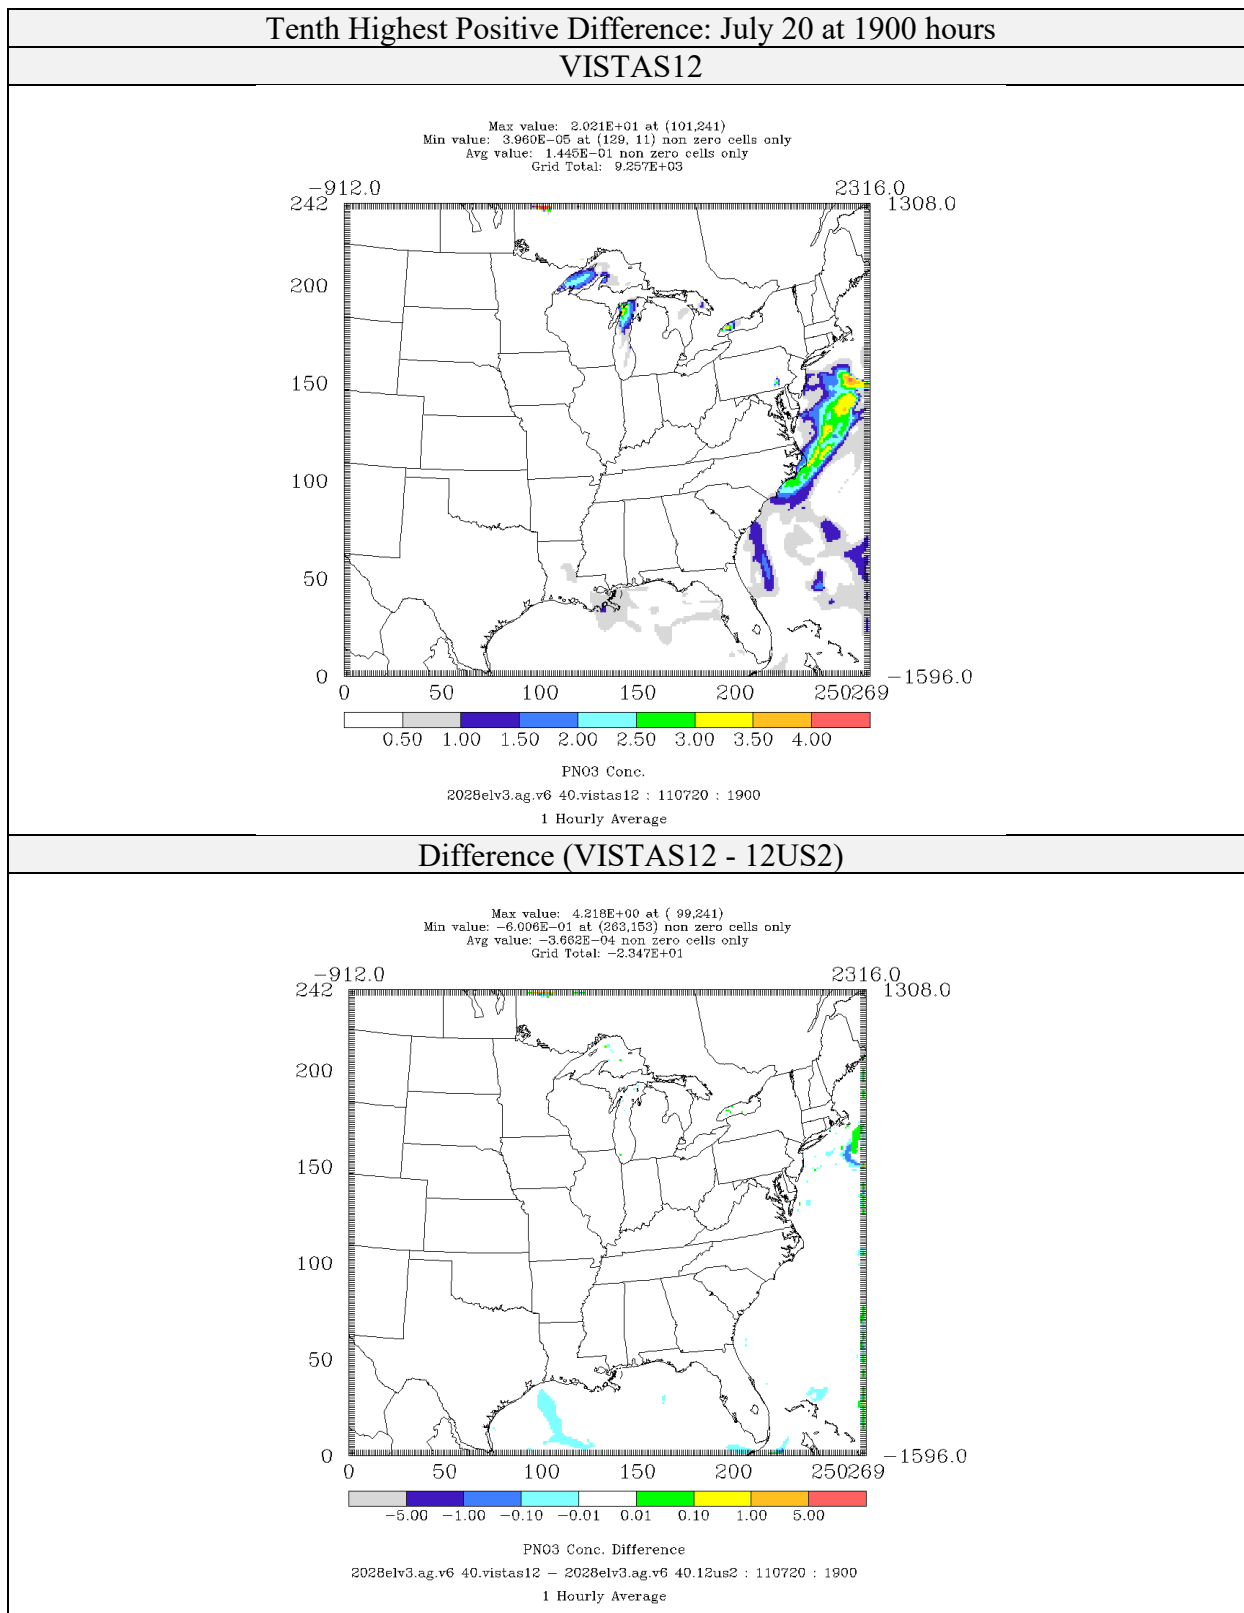 Tenth Highest Positive Difference: July 20 at 1900 hours
VISTAS12
Max value: 2.021E+01 at (101,241)
Min value: 3.960E-05 at (129, 11) non zero cells only
Avg value: 1.445E-01 non zero cells only
Grid Total: 9.257E+03
-912.0 2316.0
242 1308.0
200
150
100
50
0 -1596.0
0 50 100 150 200 250269
0.50 1.00 1.50 2.00 2.50 3.00 3.50 4.00
PNO3 Conc.
2028elv3.ag.v6 40.vistas12 : 110720 : 1900
1 Hourly Average
Difference (VISTAS12 - 12US2)
Max value: 4.218E+00 at ( 99,241)
Min value: -6.006E-01 at (263,153) non zero cells only
Avg value: -3.662E-04 non zero cells only
Grid Total: -2.347E+01
-912.0 2316.0
242 1308.0
200
150
100
50
0 -1596.0
0 50 100 150 200 250269
-5.00 -1.00 -0.10 -0.01 0.01 0.10 1.00 5.00
PNO3 Conc. Difference
2028elv3.ag.v6 40.vistas12 - 2028elv3.ag.v6 40.12us2 : 110720 : 1900
1 Hourly Average